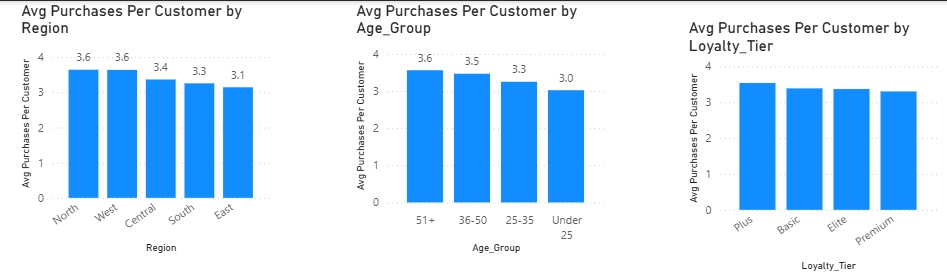 Avg Purchases Per Customer by
Region
Avg Purchases Per Customer
4
3
2
1
0
3.6
3.6
3.4
3.3
3.1
North
West
Central
South
East
Region
Avg Purchases Per Customer by
Age_Group
Avg Purchases Per Customer
4
3
2
1
0
3.6
3.5
3.3
3.0
51+
36-50
25-35
Under
25
Age_Group
Avg Purchases Per Customer by
Loyalty_Tier
Avg Purchases Per Customer
4
3
2
1
0
Plus
Basic
Elite
Premium
Loyalty_Tier